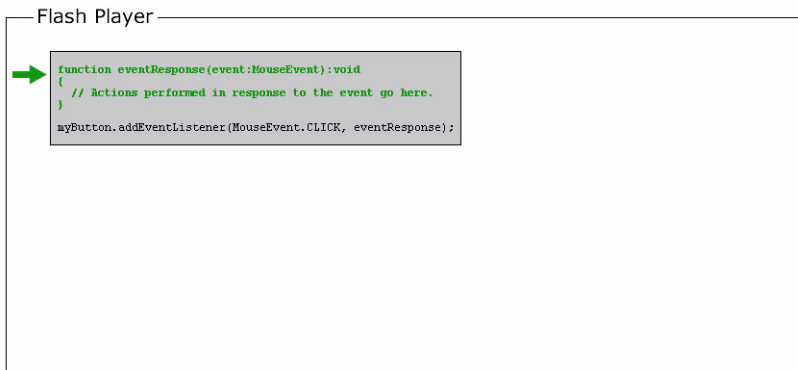 Flash Player
function eventResponse(event:MouseEvent):void
{
// Actions performed in response to the event go here.
}
myButton.addEventListener(MouseEvent.CLICK, eventResponse);